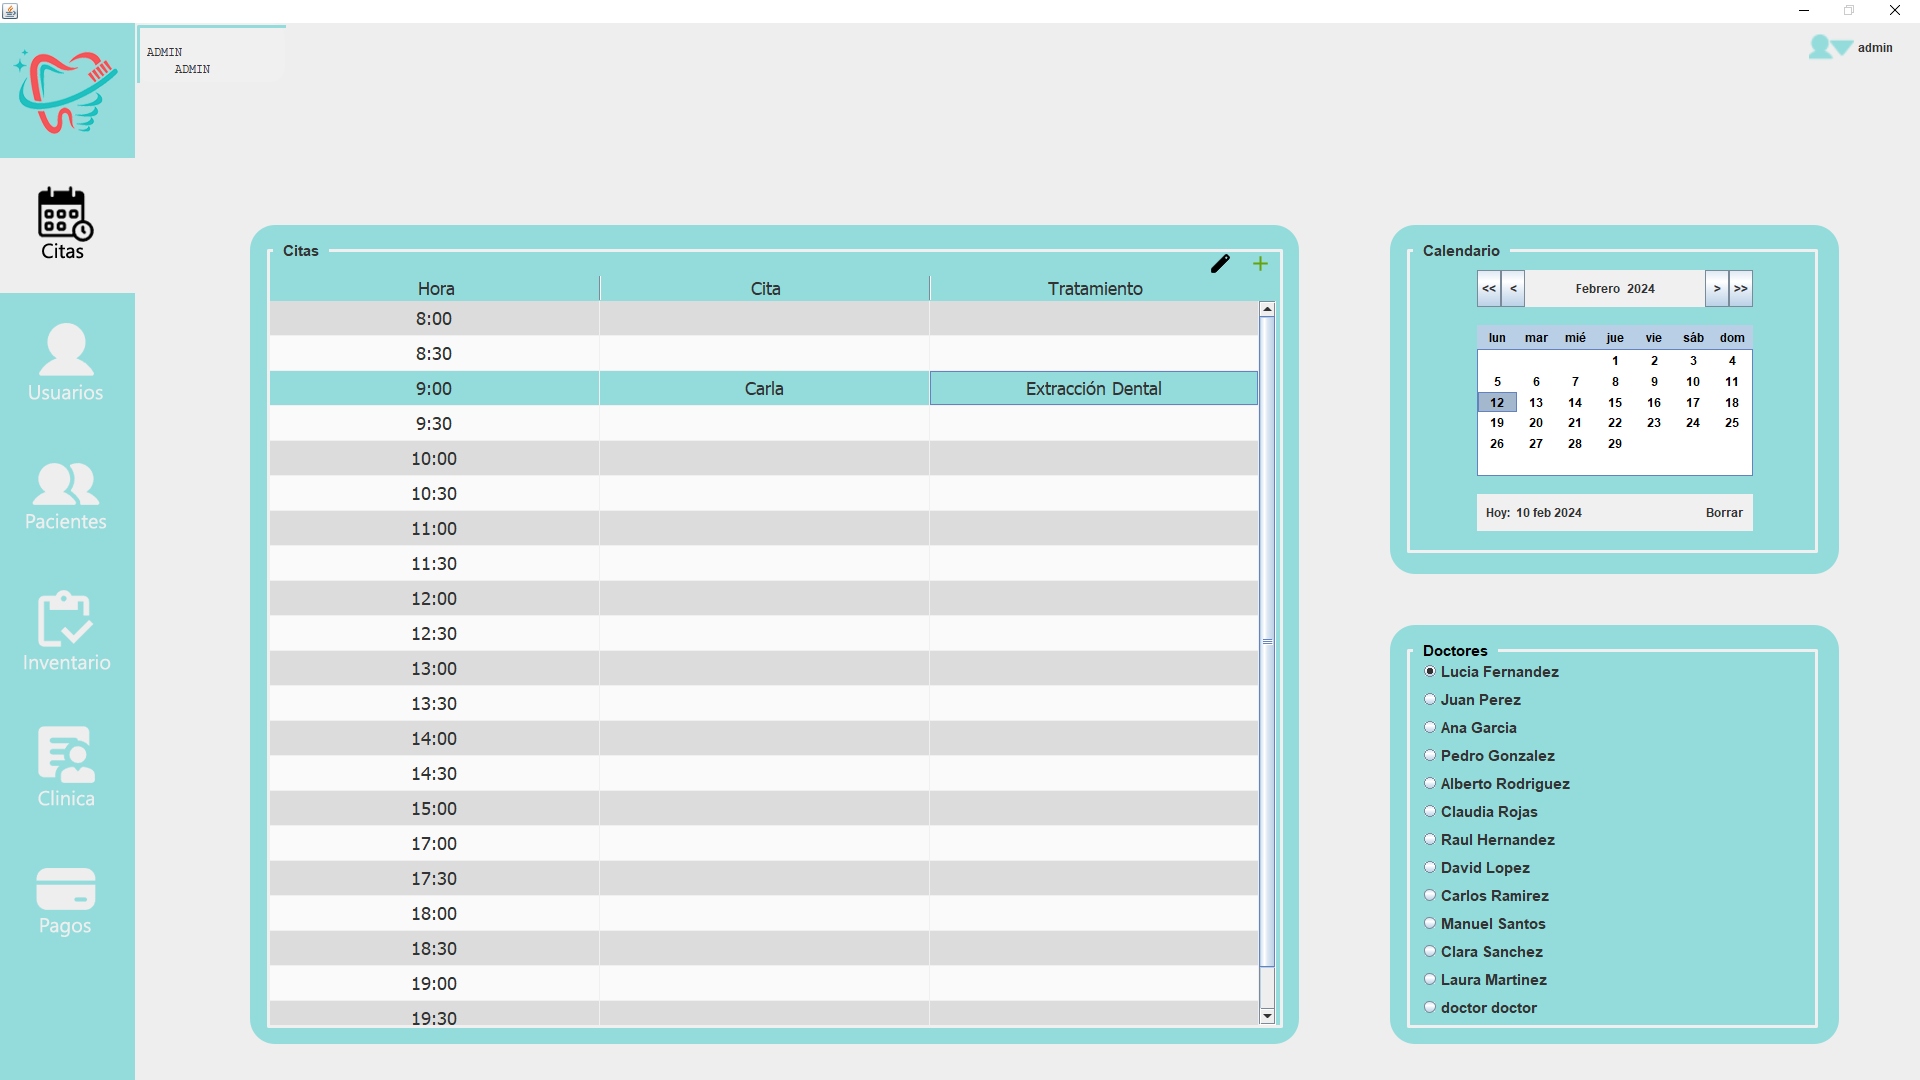 ADMIN
ADMIN
admin
Citas
Usuarios
Pacientes
Inventario
Clinica
Pagos
Citas
Hora Cita Tratamiento
8:00
8:30
9:00 Carla Extracción Dental
9:30
10:00
10:30
11:00
11:30
12:00
12:30
13:00
13:30
14:00
14:30
15:00
17:00
17:30
18:00
18:30
19:00
19:30
Calendario
<< < Febrero 2024 > >>
lun mar mié jue vie sáb dom
1 2 3 4
5 6 7 8 9 10 11
12 13 14 15 16 17 18
19 20 21 22 23 24 25
26 27 28 29
Hoy: 10 feb 2024 Borrar
Doctores
Lucia Fernandez
Juan Perez
Ana Garcia
Pedro Gonzalez
Alberto Rodriguez
Claudia Rojas
Raul Hernandez
David Lopez
Carlos Ramirez
Manuel Santos
Clara Sanchez
Laura Martinez
doctor doctor